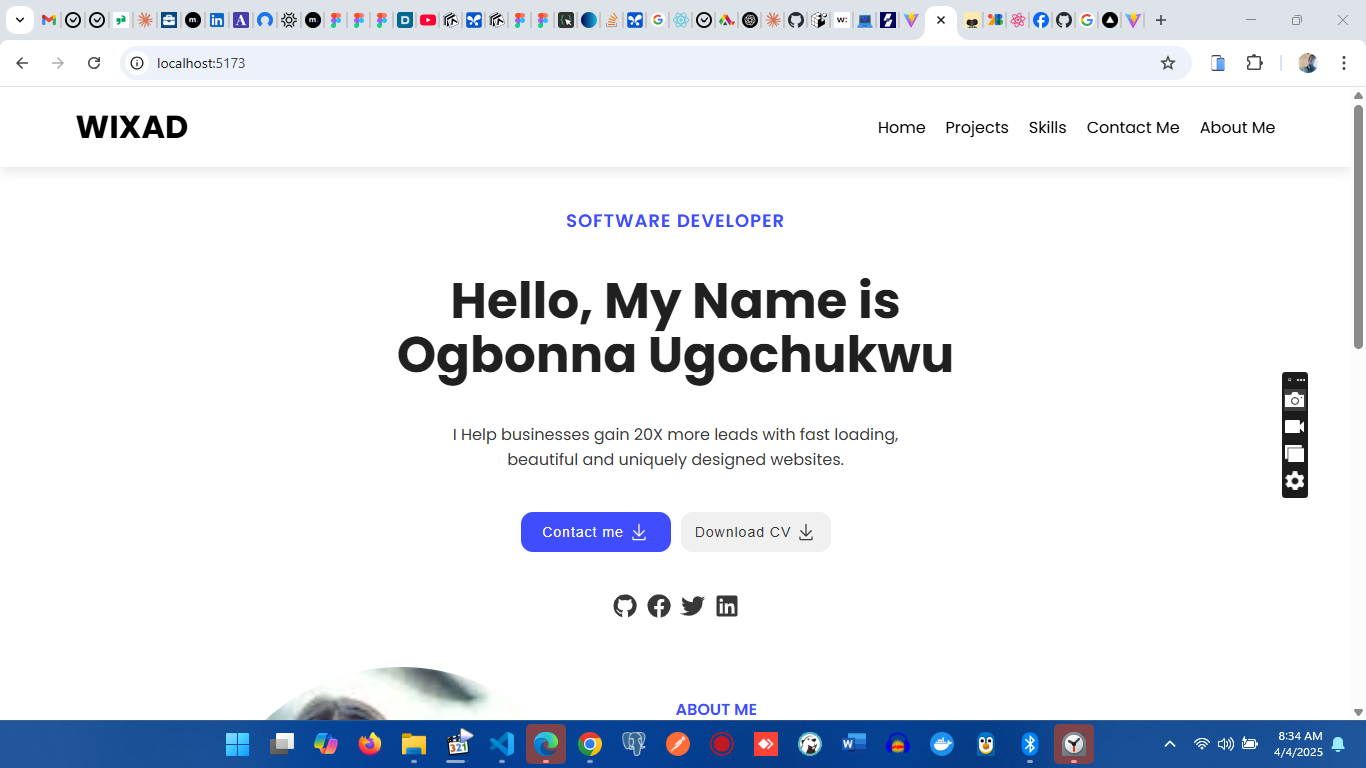 localhost:5173
WIXAD
Home Projects Skills Contact Me About Me
SOFTWARE DEVELOPER
Hello, My Name is
Ogbonna Ugochukwu
I Help businesses gain 20X more leads with fast loading,
beautiful and uniquely designed websites.
Contact me Download CV
ABOUT ME
8:34 AM
4/4/2025